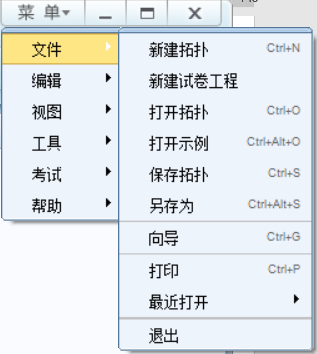 菜 单
文件
编辑
视图
工具
考试
帮助
新建拓扑 Ctrl+N
新建试卷工程
打开拓扑 Ctrl+O
打开示例 Ctrl+Alt+O
保存拓扑 Ctrl+S
另存为 Ctrl+Alt+S
向导 Ctrl+G
打印 Ctrl+P
最近打开
退出